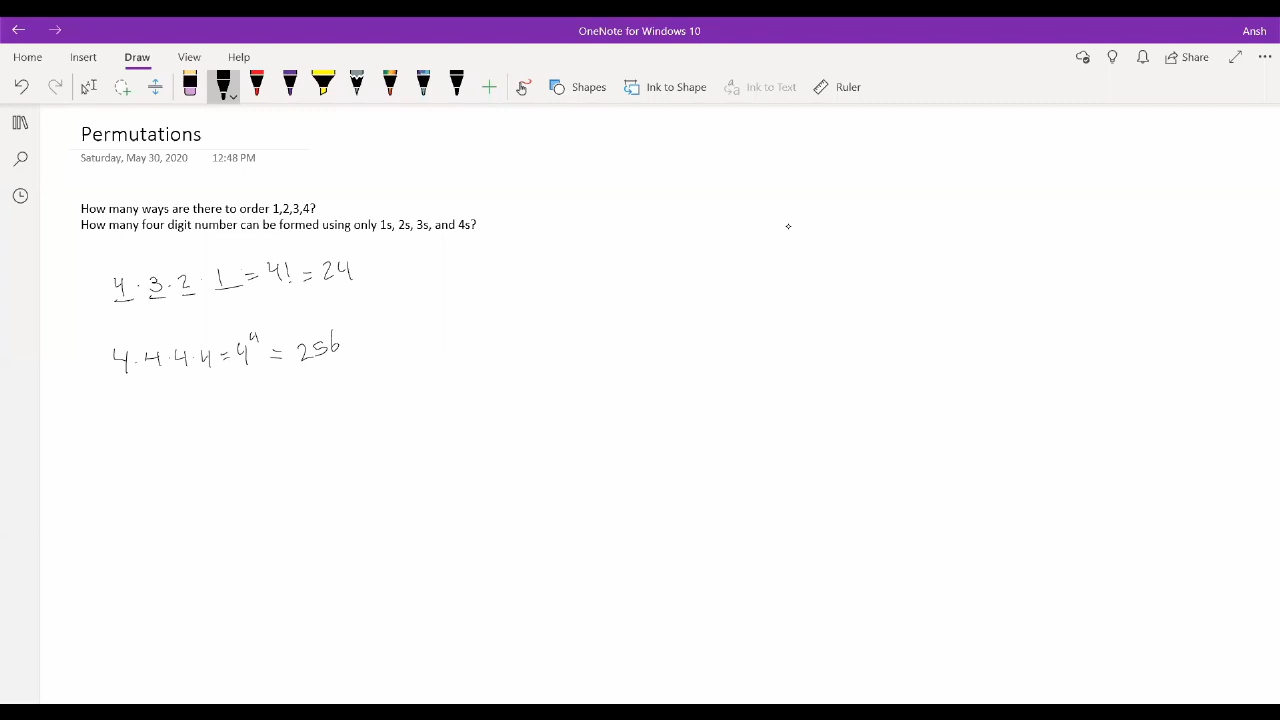 OneNote for Windows 10
Ansh
Home Insert Draw View Help
Share
Shapes Ink to Shape Ink to Text Ruler
Permutations
Saturday, May 30, 2020 12:48 PM
How many ways are there to order 1,2,3,4?
How many four digit number can be formed using only 1s, 2s, 3s, and 4s?
4 · 3 · 2 · 1 = 4! = 24
4 · 4 · 4 · 4 = 4⁴ = 256